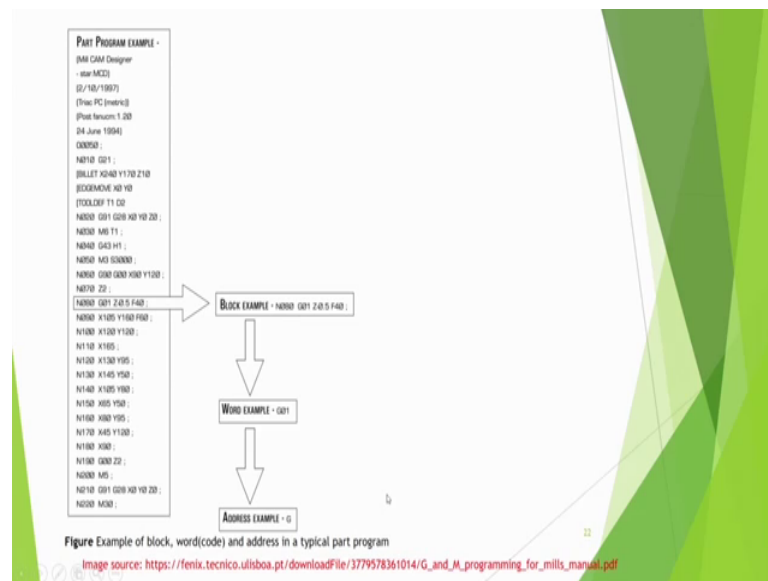 PART PROGRAM EXAMPLE -
(Mill CAM Designer
- star.MCD)
(2/10/1997)
(Triac PC (metric))
(Post fanucm:1.20
24 June 1994)
O0050 ;
N010 G21 ;
[BILLET X240 Y170 Z10
[EDGEMOVE X0 Y0
[TOOLDEF T1 D2
N020 G91 G28 X0 Y0 Z0 ;
N030 M6 T1 ;
N040 G43 H1 ;
N050 M3 S3000 ;
N060 G90 G00 X90 Y120 ;
N070 Z2 ;
N080 G01 Z-0.5 F40 ;
N090 X105 Y160 F60 ;
N100 X120 Y120 ;
N110 X165 ;
N120 X130 Y95 ;
N130 X145 Y50 ;
N140 X105 Y80 ;
N150 X65 Y50 ;
N160 X80 Y95 ;
N170 X45 Y120 ;
N180 X90 ;
N190 G00 Z2 ;
N200 M5 ;
N210 G91 G28 X0 Y0 Z0 ;
N220 M30 ;
BLOCK EXAMPLE - N080 G01 Z-0.5 F40 ;
WORD EXAMPLE - G01
ADDRESS EXAMPLE - G
22
Figure Example of block, word(code) and address in a typical part program
Image source: https://fenix.tecnico.ulisboa.pt/downloadFile/3779578361014/G_and_M_programming_for_mills_manual.pdf